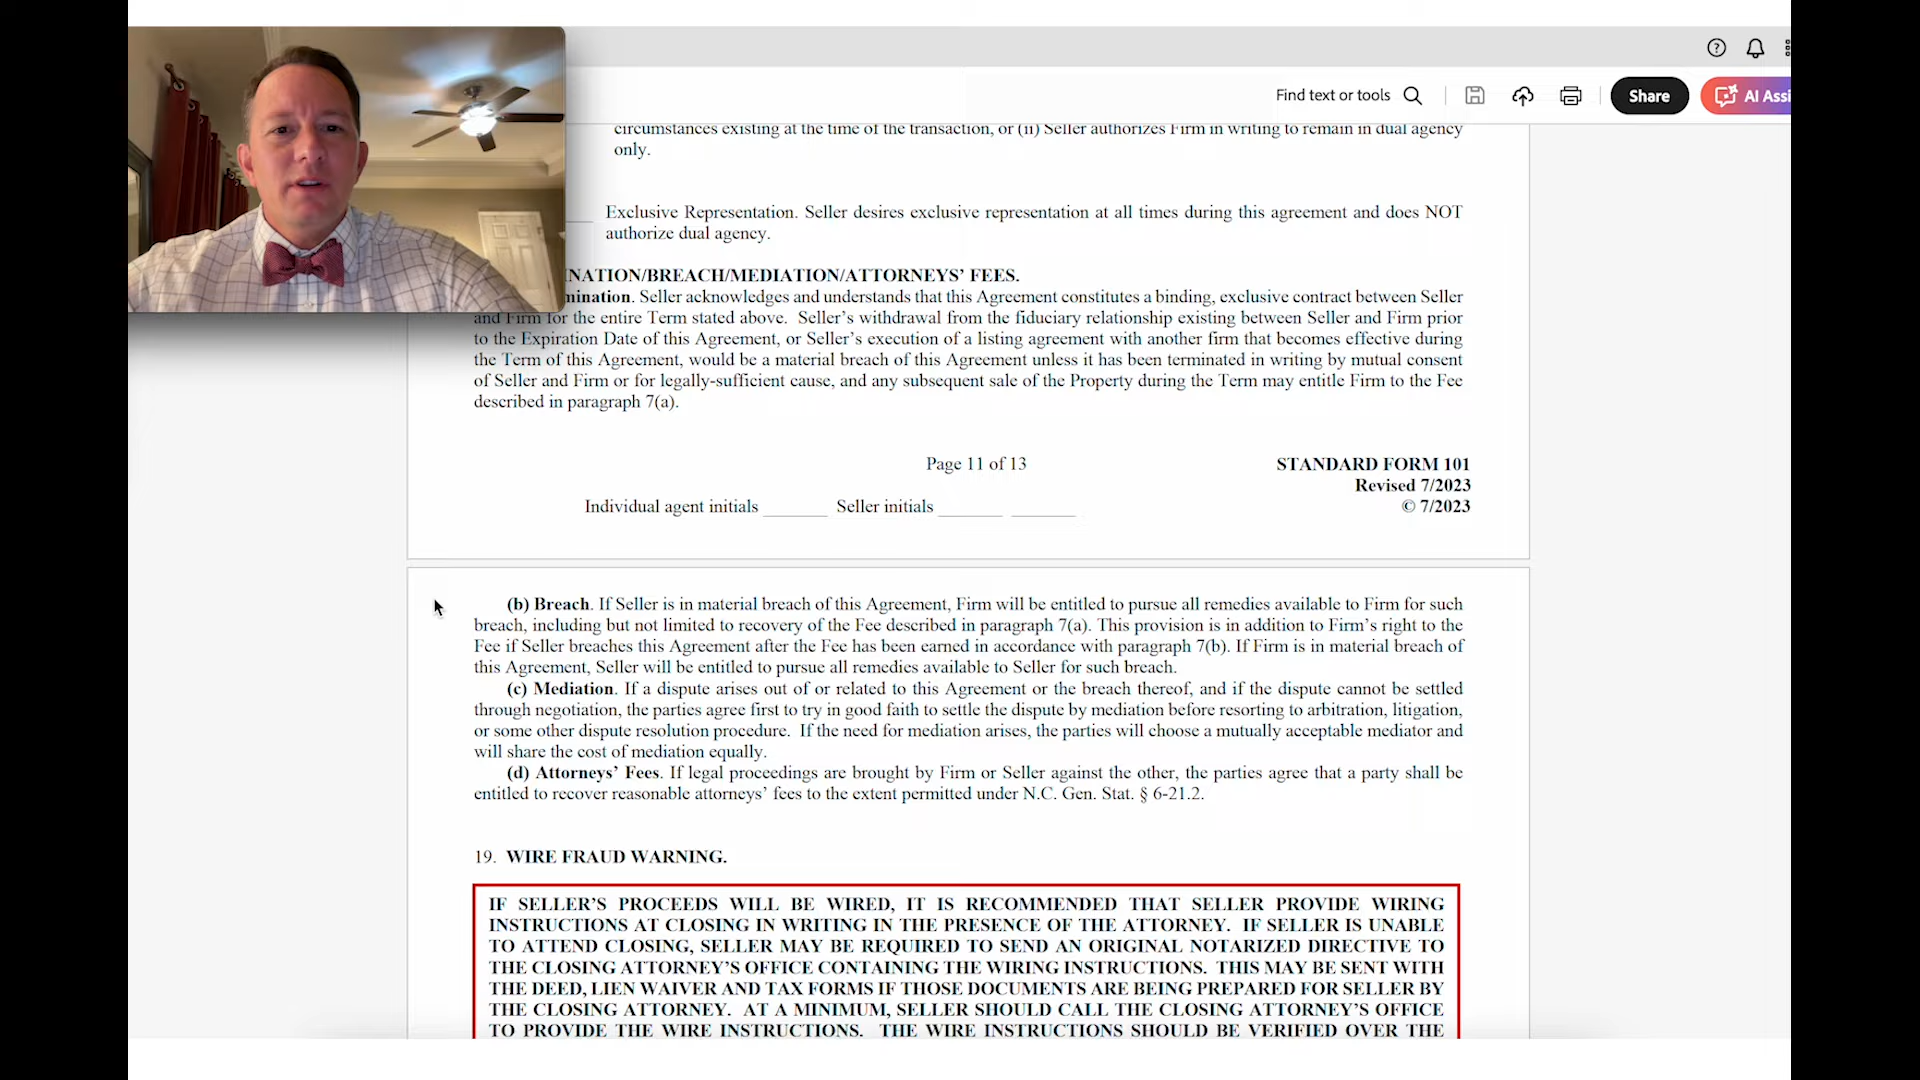 Find text or tools
Share
AI Assi
circumstances existing at the time of the transaction, or (ii) Seller authorizes Firm in writing to remain in dual agency
only.
Exclusive Representation. Seller desires exclusive representation at all times during this agreement and does NOT
authorize dual agency.
NATION/BREACH/MEDIATION/ATTORNEYS’ FEES.
mination. Seller acknowledges and understands that this Agreement constitutes a binding, exclusive contract between Seller
and Firm for the entire Term stated above. Seller’s withdrawal from the fiduciary relationship existing between Seller and Firm prior
to the Expiration Date of this Agreement, or Seller’s execution of a listing agreement with another firm that becomes effective during
the Term of this Agreement, would be a material breach of this Agreement unless it has been terminated in writing by mutual consent
of Seller and Firm or for legally-sufficient cause, and any subsequent sale of the Property during the Term may entitle Firm to the Fee
described in paragraph 7(a).
Page 11 of 13
STANDARD FORM 101
Revised 7/2023
© 7/2023
Individual agent initials _______ Seller initials _______ _______
(b) Breach. If Seller is in material breach of this Agreement, Firm will be entitled to pursue all remedies available to Firm for such
breach, including but not limited to recovery of the Fee described in paragraph 7(a). This provision is in addition to Firm’s right to the
Fee if Seller breaches this Agreement after the Fee has been earned in accordance with paragraph 7(b). If Firm is in material breach of
this Agreement, Seller will be entitled to pursue all remedies available to Seller for such breach.
(c) Mediation. If a dispute arises out of or related to this Agreement or the breach thereof, and if the dispute cannot be settled
through negotiation, the parties agree first to try in good faith to settle the dispute by mediation before resorting to arbitration, litigation,
or some other dispute resolution procedure. If the need for mediation arises, the parties will choose a mutually acceptable mediator and
will share the cost of mediation equally.
(d) Attorneys’ Fees. If legal proceedings are brought by Firm or Seller against the other, the parties agree that a party shall be
entitled to recover reasonable attorneys’ fees to the extent permitted under N.C. Gen. Stat. § 6-21.2.
19. WIRE FRAUD WARNING.
IF SELLER’S PROCEEDS WILL BE WIRED, IT IS RECOMMENDED THAT SELLER PROVIDE WIRING
INSTRUCTIONS AT CLOSING IN WRITING IN THE PRESENCE OF THE ATTORNEY. IF SELLER IS UNABLE
TO ATTEND CLOSING, SELLER MAY BE REQUIRED TO SEND AN ORIGINAL NOTARIZED DIRECTIVE TO
THE CLOSING ATTORNEY’S OFFICE CONTAINING THE WIRING INSTRUCTIONS. THIS MAY BE SENT WITH
THE DEED, LIEN WAIVER AND TAX FORMS IF THOSE DOCUMENTS ARE BEING PREPARED FOR SELLER BY
THE CLOSING ATTORNEY. AT A MINIMUM, SELLER SHOULD CALL THE CLOSING ATTORNEY’S OFFICE
TO PROVIDE THE WIRE INSTRUCTIONS. THE WIRE INSTRUCTIONS SHOULD BE VERIFIED OVER THE